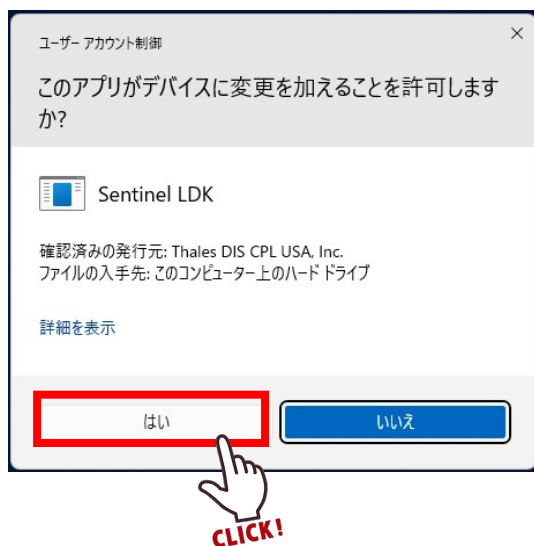 ユーザー アカウント制御
このアプリがデバイスに変更を加えることを許可します
か?
Sentinel LDK
確認済みの発行元: Thales DIS CPL USA, Inc.
ファイルの入手先: このコンピューター上のハード ドライブ
詳細を表示
はい
いいえ
CLICK!